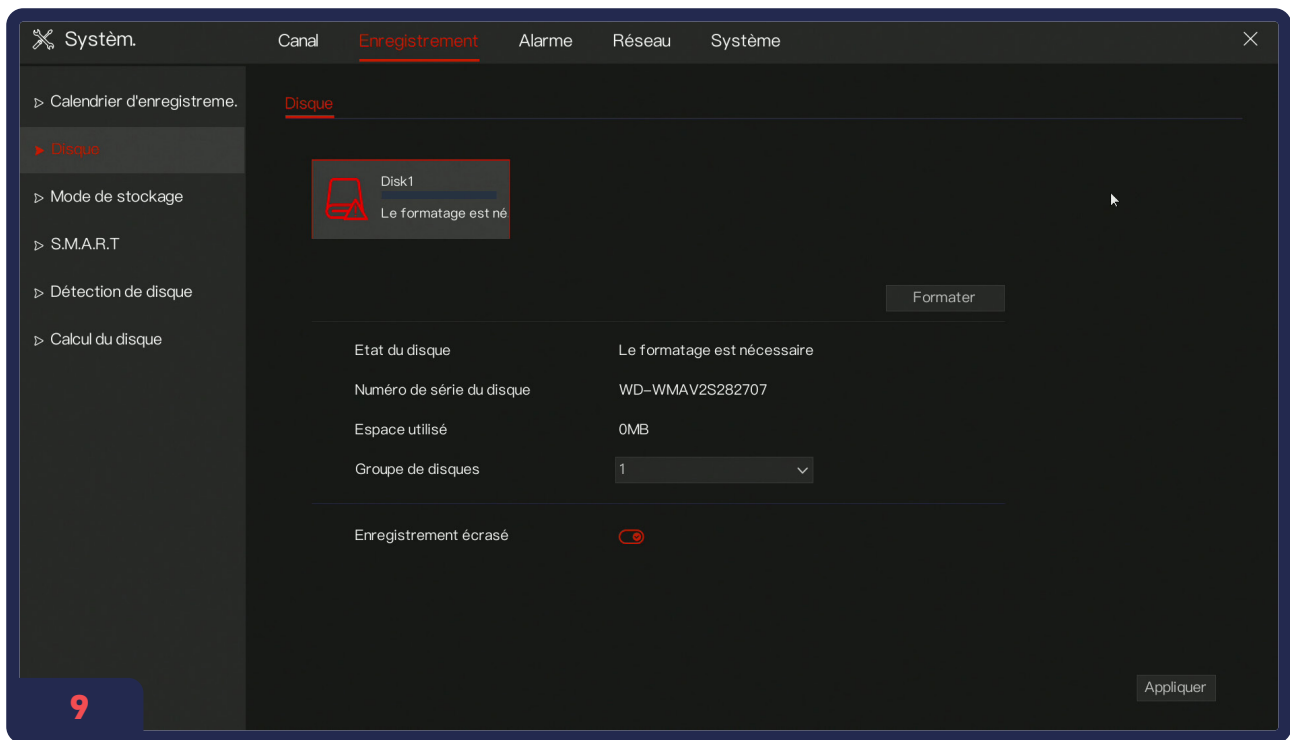 Systèm.
Canal Enregistrement Alarme Réseau Système
Calendrier d'enregistreme.
Disque
Mode de stockage
S.M.A.R.T
Détection de disque
Calcul du disque
Disque
Disk1
Le formatage est né
Formater
Etat du disque Le formatage est nécessaire
Numéro de série du disque WD-WMAV2S282707
Espace utilisé 0MB
Groupe de disques 1
Enregistrement écrasé
Appliquer
9